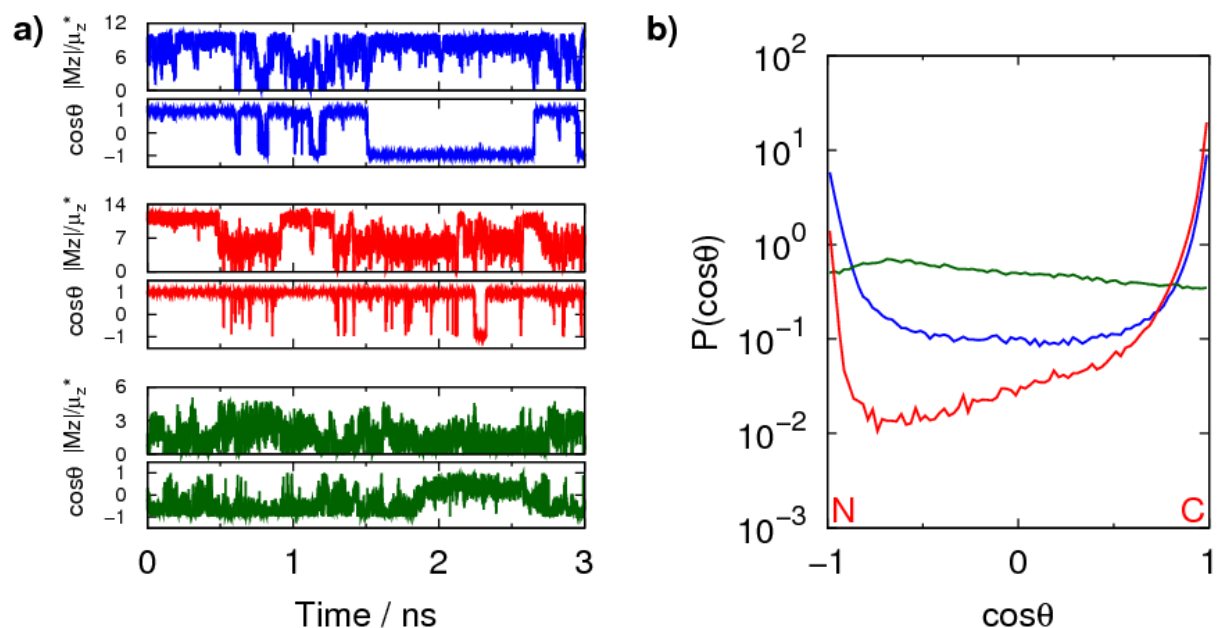 a)
|Mz|/μz*
12
6
0
cosθ
1
0
−1
|Mz|/μz*
14
7
0
cosθ
1
0
−1
|Mz|/μz*
6
3
0
cosθ
1
0
−1
0 1 2 3
Time / ns
b)
P(cosθ)
10^2
10^1
10^0
10^−1
10^−2
10^−3
N C
−1 0 1
cosθ